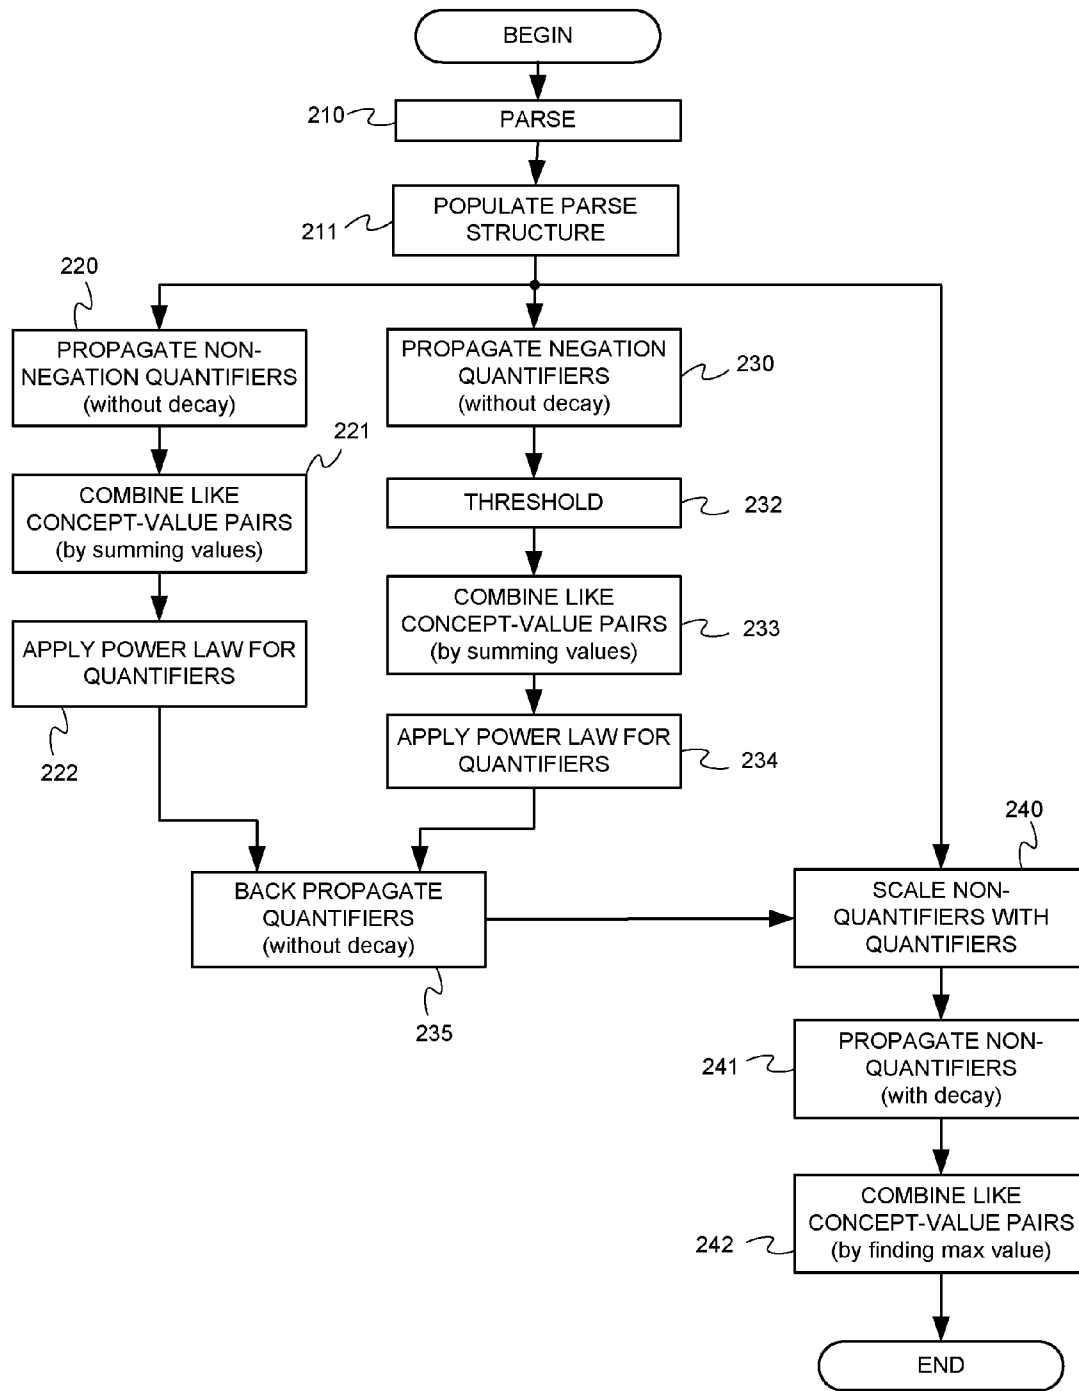 BEGIN
210
PARSE
POPULATE PARSE
STRUCTURE
211
220
PROPAGATE NON-
NEGATION QUANTIFIERS
(without decay)
PROPAGATE NEGATION
QUANTIFIERS
(without decay)
230
221
COMBINE LIKE
CONCEPT-VALUE PAIRS
(by summing values)
THRESHOLD
232
COMBINE LIKE
CONCEPT-VALUE PAIRS
(by summing values)
233
APPLY POWER LAW FOR
QUANTIFIERS
222
APPLY POWER LAW FOR
QUANTIFIERS
234
240
BACK PROPAGATE
QUANTIFIERS
(without decay)
235
SCALE NON-
QUANTIFIERS WITH
QUANTIFIERS
241
PROPAGATE NON-
QUANTIFIERS
(with decay)
242
COMBINE LIKE
CONCEPT-VALUE PAIRS
(by finding max value)
END